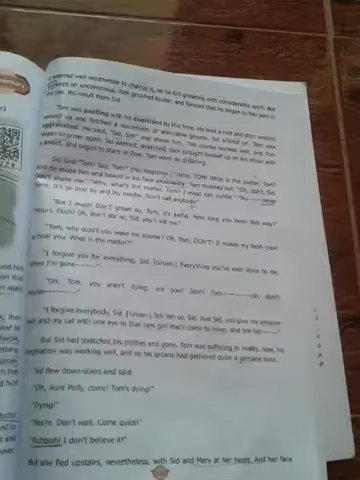 it seemed well worthwhile to chance it, so he fell to groaning with considerable spirit. But
Sid slept on unconscious. Tom groaned louder, and fancied that he began to feel pain in
the toe. No result from Sid.
Tom was panting with his exertions by this time. He took a rest and then
swelled up and fetched a succession of admirable groans. Sid snored on. Tom was
aggravated. He said, "Sid, Sid!" and shook him. This course worked well, and Tom
began to groan again. Sid yawned, stretched, then brought himself up on his elbow with
a snort, and began to stare at Tom. Tom went on groaning.
Sid said: "Tom! Say, Tom!" [No response.] "Here, TOM! What is the matter, Tom?"
And he shook him and looked in his face anxiously. Tom moaned out: "Oh, don't, Sid.
Don't me." "Why, what's the matter, Tom? I must call auntie." "No never
mind. It'll be over by and by, maybe. Don't call anybody."
"But I must! Don't groan so, Tom, it's awful. How long you been this way?"
"Hours. Ouch! Oh, don't stir so, Sid, you'll kill me."
"Tom, why didn't you wake me sooner? Oh, Tom, DON'T! It makes my flesh crawl
to hear you. What is the matter?"
"I forgive you for everything, Sid. [Groan.] Everything you've ever done to me.
When I'm gone
"Oh, Tom, you aren't dying, are you? Don't Tom oh, don't.
"I forgive everybody, Sid. [Groan.] Tell 'em so, Sid. And Sid, you give my window
and my cat with one eye to that new girl that's come to town, and tell her
But Sid had snatched his clothes and gone. Tom was suffering in reality, now, his
imagination was working well, and so his groans had gathered quite a genuine tone.
Sid flew down-stairs and said:
"Oh, Aunt Polly, come! Tom's dying!"
"Dying!"
"Yes'm. Don't wait. Come quick!"
"Rubbish! I don't believe it!"
But she fled upstairs, nevertheless, with Sid and Mary at her heels. And her face